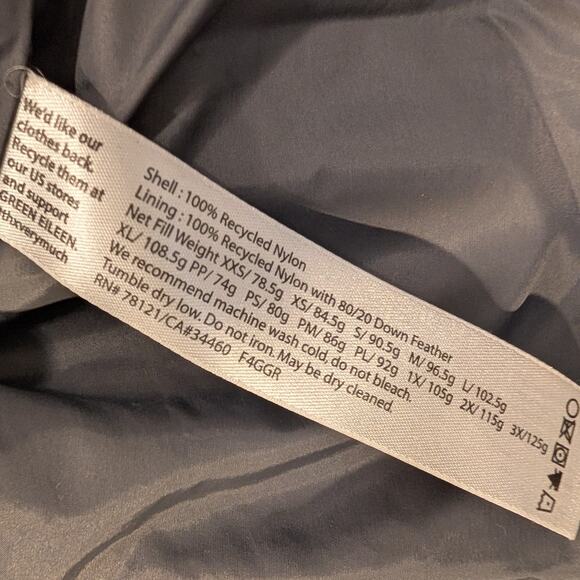 We'd like our
clothes back.
Recycle them at
our US stores
and support
GREEN EILEEN
#thxverymuch
Shell : 100% Recycled Nylon
Lining : 100% Recycled Nylon with 80/20 Down Feather
Net Fill Weight XXS/ 78.5g XS/ 84.5g S/ 90.5g M/ 96.5g L/ 102.5g
XL/ 108.5g PP/ 74g PS/ 80g PM/ 86g PL/ 92g 1X/ 105g 2X/ 115g 3X/125g
We recommend machine wash cold, do not bleach.
Tumble dry low. Do not iron. May be dry cleaned.
RN# 78121/CA#34460 F4GGR